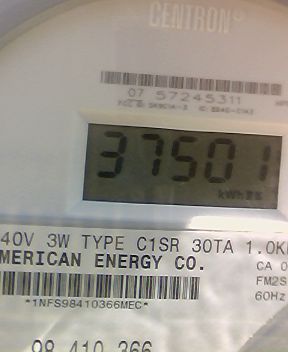 CENTRON®
07 57245311
37501
kWh
40V 3W TYPE C1SR 30TA 1.0K
MERICAN ENERGY CO.
CA 0
FM2S
*1NFS98410366MEC*
60Hz
98 410 366